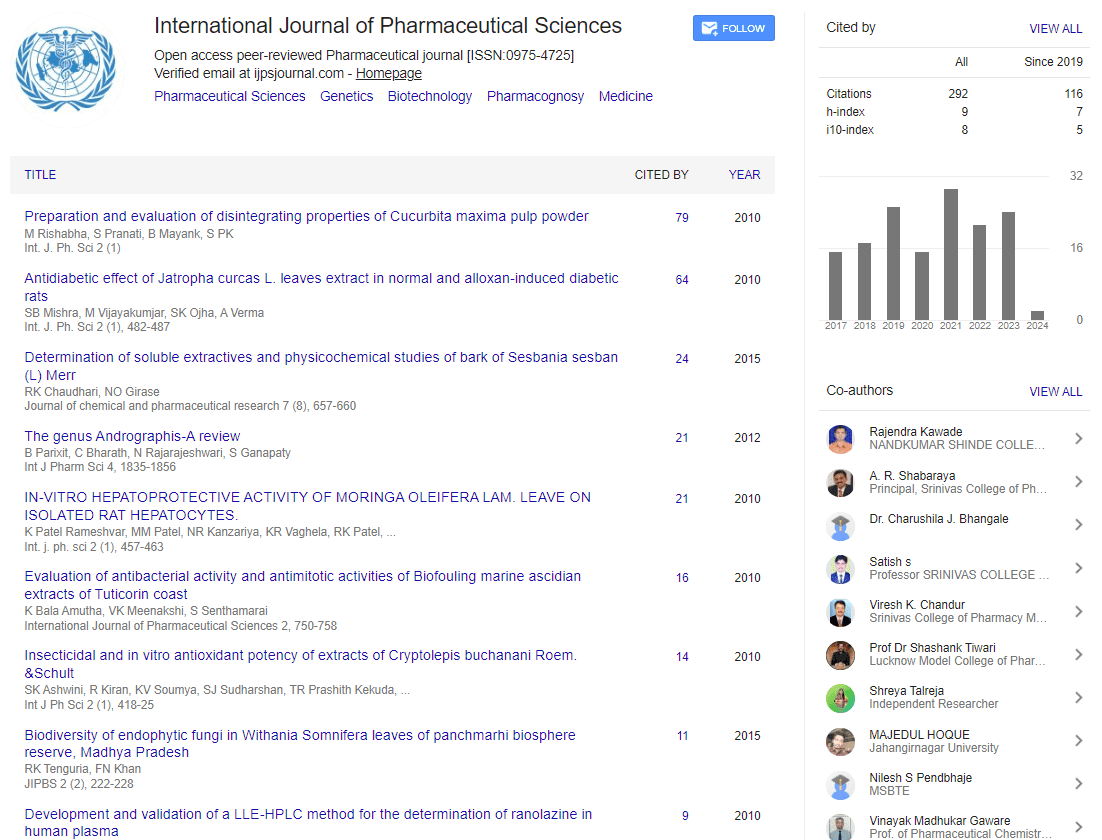 International Journal of Pharmaceutical Sciences
FOLLOW
Open access peer-reviewed Pharmaceutical journal [ISSN:0975-4725]
Verified email at ijpsjournal.com - Homepage
Pharmaceutical Sciences Genetics Biotechnology Pharmacognosy Medicine
TITLE CITED BY YEAR
Preparation and evaluation of disintegrating properties of Cucurbita maxima pulp powder 79 2010
M Rishabha, S Pranati, B Mayank, S PK
Int. J. Ph. Sci 2 (1)
Antidiabetic effect of Jatropha curcas L. leaves extract in normal and alloxan-induced diabetic 64 2010
rats
SB Mishra, M Vijayakumjar, SK Ojha, A Verma
Int. J. Ph. Sci 2 (1), 482-487
Determination of soluble extractives and physicochemical studies of bark of Sesbania sesban 24 2015
(L) Merr
RK Chaudhari, NO Girase
Journal of chemical and pharmaceutical research 7 (8), 657-660
The genus Andrographis-A review 21 2012
B Parixit, C Bharath, N Rajarajeshwari, S Ganapaty
Int J Pharm Sci 4, 1835-1856
IN-VITRO HEPATOPROTECTIVE ACTIVITY OF MORINGA OLEIFERA LAM. LEAVE ON 21 2010
ISOLATED RAT HEPATOCYTES.
K Patel Rameshvar, MM Patel, NR Kanzariya, KR Vaghela, RK Patel, ...
Int. j. ph. sci 2 (1), 457-463
Evaluation of antibacterial activity and antimitotic activities of Biofouling marine ascidian 16 2010
extracts of Tuticorin coast
K Bala Amutha, VK Meenakshi, S Senthamarai
International Journal of Pharmaceutical Sciences 2, 750-758
Insecticidal and in vitro antioxidant potency of extracts of Cryptolepis buchanani Roem. 14 2010
&Schult
SK Ashwini, R Kiran, KV Soumya, SJ Sudharshan, TR Prashith Kekuda, ...
Int J Ph Sci 2 (1), 418-25
Biodiversity of endophytic fungi in Withania Somnifera leaves of panchmarhi biosphere 11 2015
reserve, Madhya Pradesh
RK Tenguria, FN Khan
JIPBS 2 (2), 222-228
Development and validation of a LLE-HPLC method for the determination of ranolazine in 9 2010
human plasma
Cited by VIEW ALL
All Since 2019
Citations 292 116
h-index 9 7
i10-index 8 5
32
16
0
2017 2018 2019 2020 2021 2022 2023 2024
Co-authors VIEW ALL
Rajendra Kawade
NANDKUMAR SHINDE COLLE...
A. R. Shabaraya
Principal, Srinivas College of Ph...
Dr. Charushila J. Bhangale
Satish s
Professor SRINIVAS COLLEGE ...
Viresh K. Chandur
Srinivas College of Pharmacy M...
Prof Dr Shashank Tiwari
Lucknow Model College of Phar...
Shreya Talreja
Independent Researcher
MAJEDUL HOQUE
Jahangirnagar University
Nilesh S Pendbhaje
MSBTE
Vinayak Madhukar Gaware
Prof. of Pharmaceutical Chemistr...